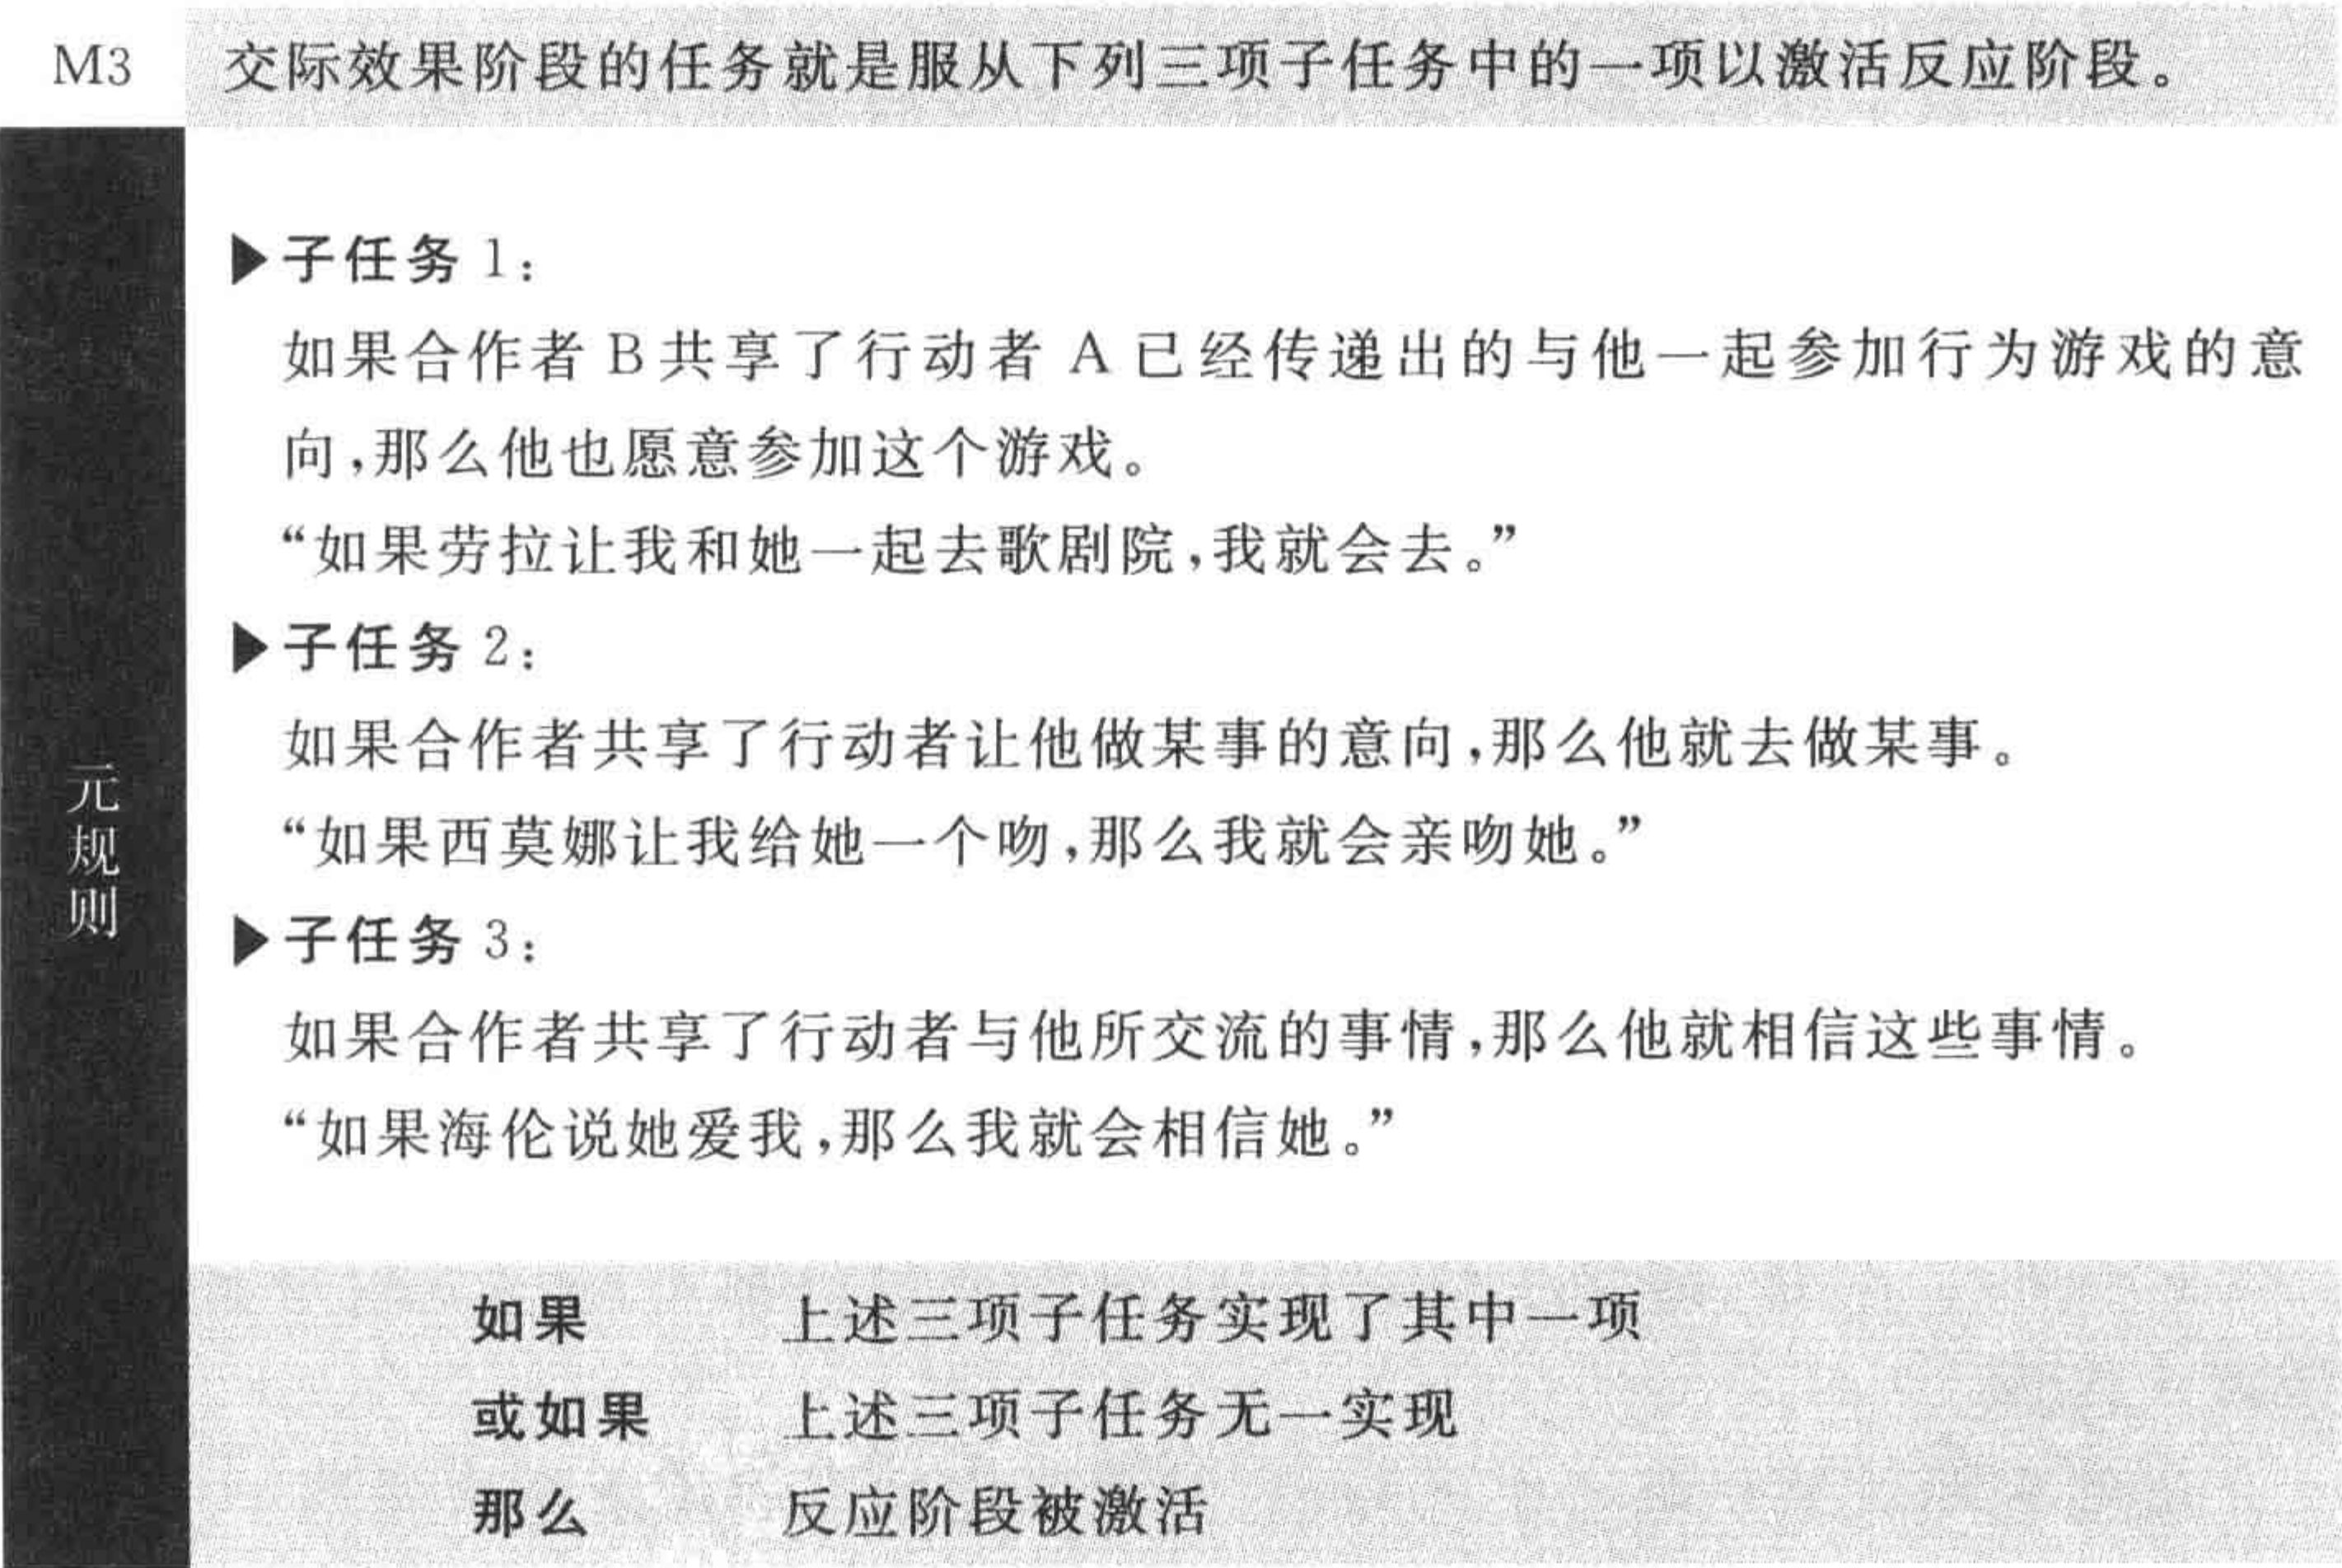 M3 交际效果阶段的任务就是服从下列三项子任务中的一项以激活反应阶段。
▶子任务 1:
如果合作者 B 共享了行动者 A 已经传递出的与他一起参加行为游戏的意
向,那么他也愿意参加这个游戏。
“如果劳拉让我和她一起去歌剧院,我就会去。”
▶子任务 2:
如果合作者共享了行动者让他做某事的意向,那么他就去做某事。
“如果西莫娜让我给她一个吻,那么我就会亲吻她。”
▶子任务 3:
如果合作者共享了行动者与他所交流的事情,那么他就相信这些事情。
“如果海伦说她爱我,那么我就会相信她。”
元规则
如果 上述三项子任务实现了其中一项
或如果 上述三项子任务无一实现
那么 反应阶段被激活